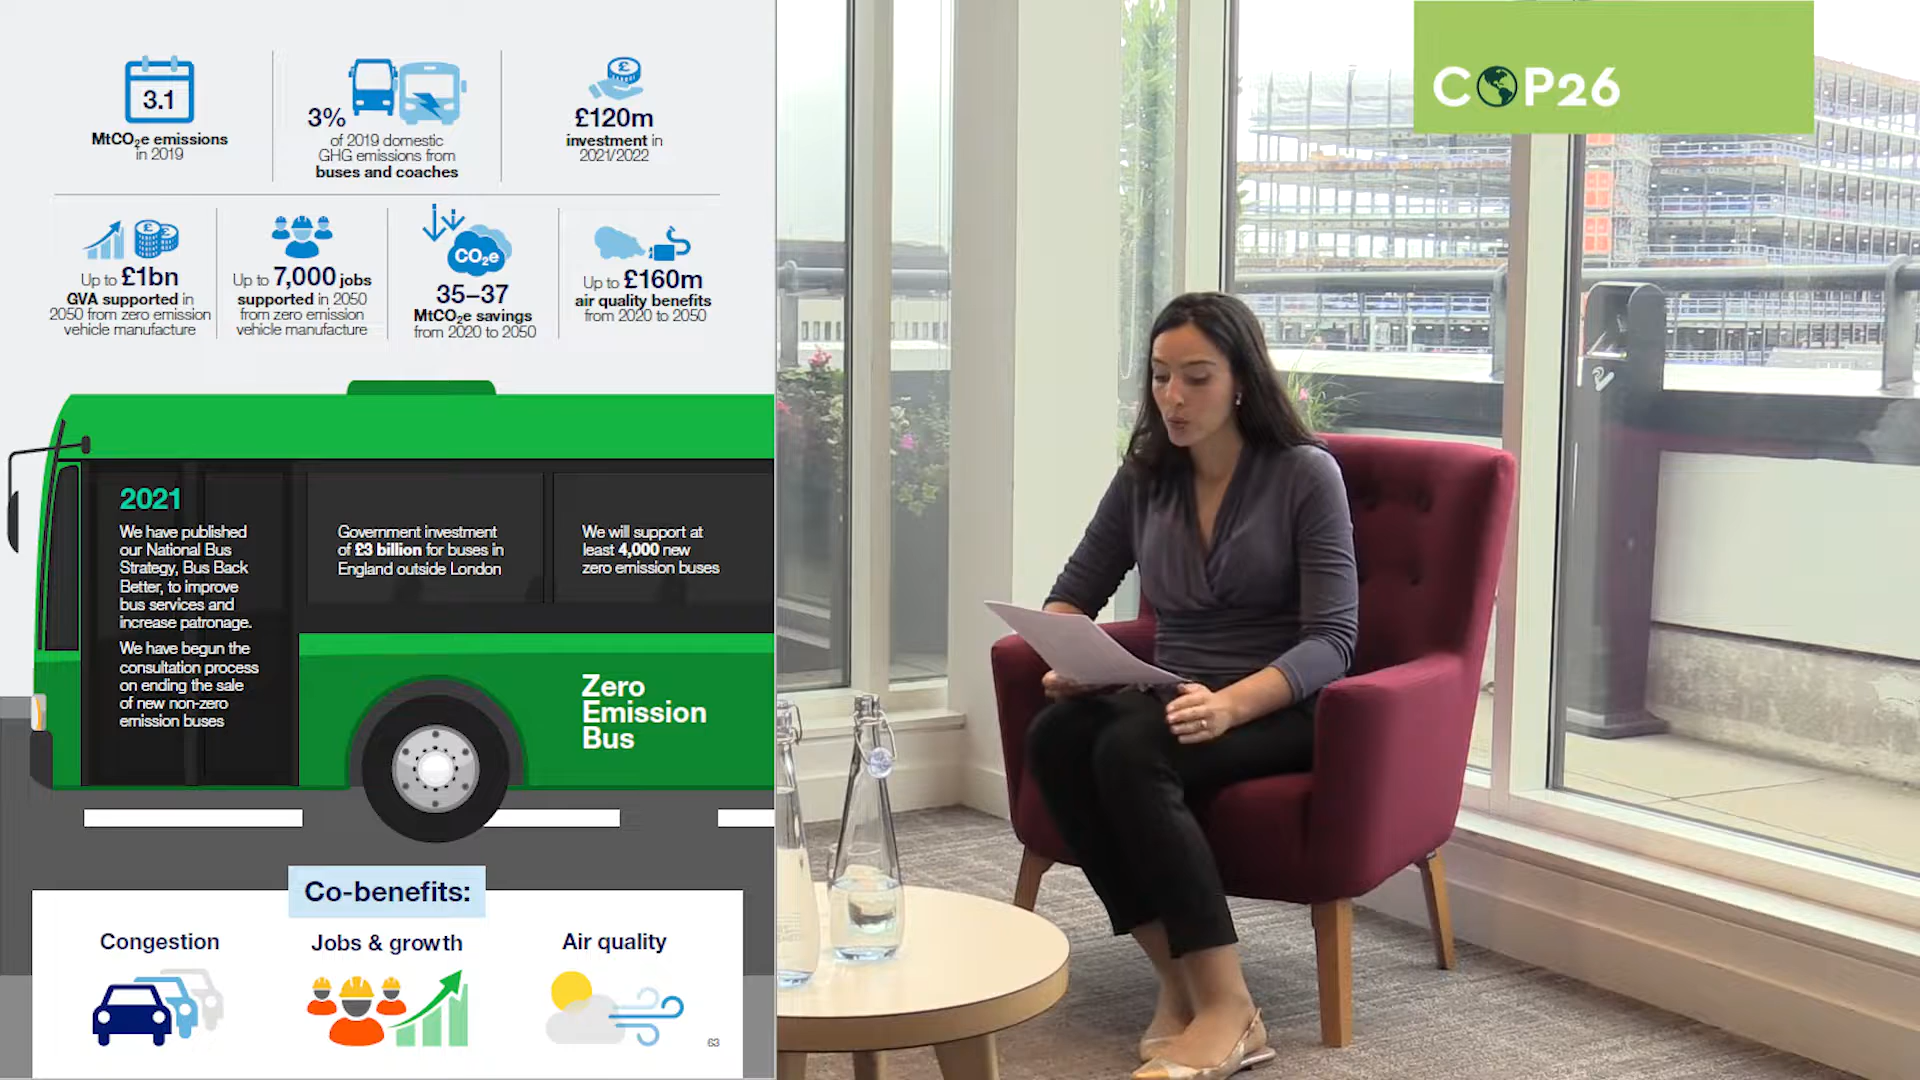 3.1
MtCO₂e emissions
in 2019
3%
of 2019 domestic
GHG emissions from
buses and coaches
£120m
investment in
2021/2022
Up to £1bn
GVA supported in
2050 from zero emission
vehicle manufacture
Up to 7,000 jobs
supported in 2050
from zero emission
vehicle manufacture
CO₂e
35–37
MtCO₂e savings
from 2020 to 2050
Up to £160m
air quality benefits
from 2020 to 2050
2021
We have published
our National Bus
Strategy, Bus Back
Better, to improve
bus services and
increase patronage.
We have begun the
consultation process
on ending the sale
of new non-zero
emission buses
Government investment
of £3 billion for buses in
England outside London
We will support at
least 4,000 new
zero emission buses
Zero
Emission
Bus
Co-benefits:
Congestion
Jobs & growth
Air quality
63
COP26